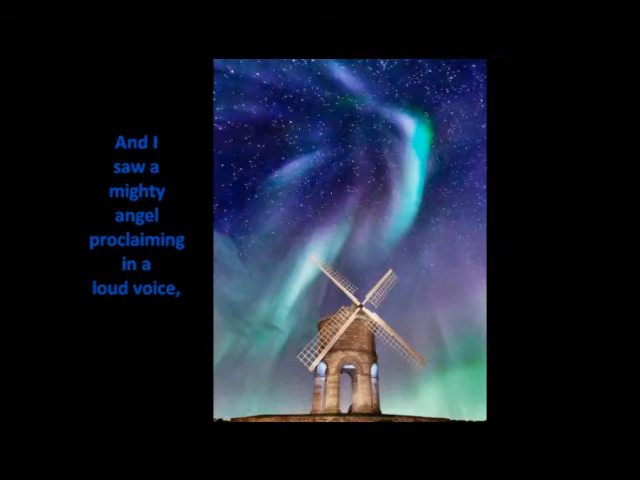 And I
saw a
mighty
angel
proclaiming
in a
loud voice,